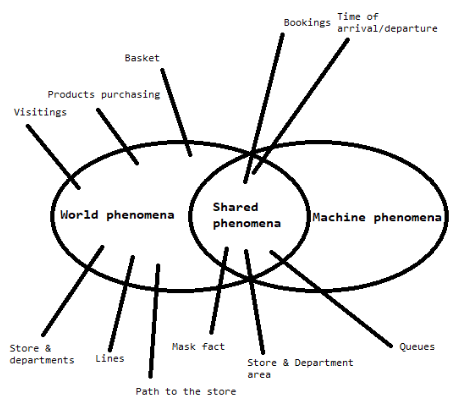 Bookings
Time of
arrival/departure
Basket
Products purchasing
Visitings
World phenomena
Shared
phenomena
Machine phenomena
Store &
departments
Lines
Path to the store
Mask fact
Store & Department
area
Queues